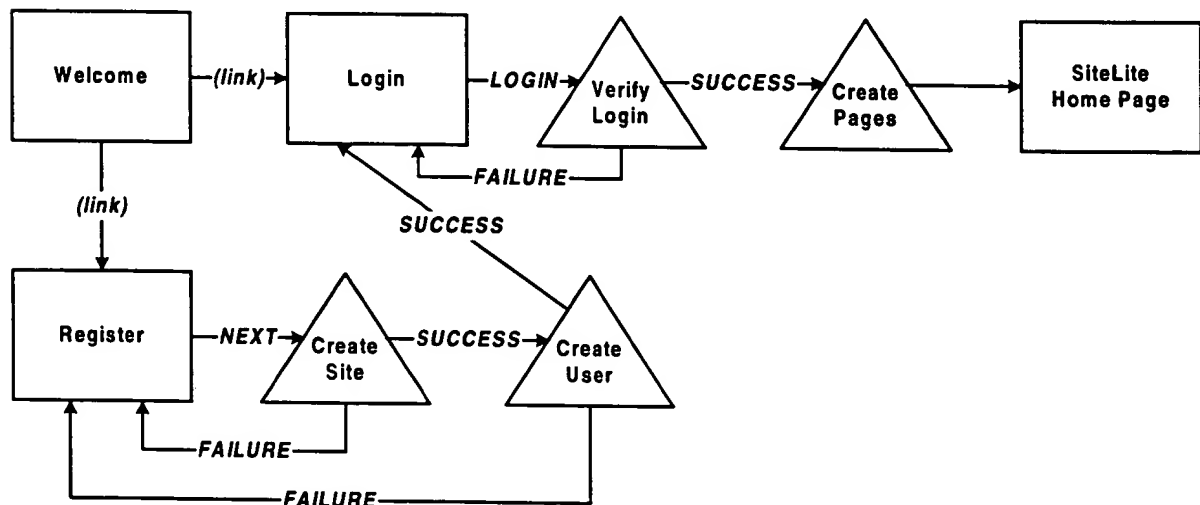 Welcome
(link)
Login
LOGIN
Verify
Login
SUCCESS
Create
Pages
SiteLite
Home Page
FAILURE
(link)
SUCCESS
Register
NEXT
Create
Site
SUCCESS
Create
User
FAILURE
FAILURE